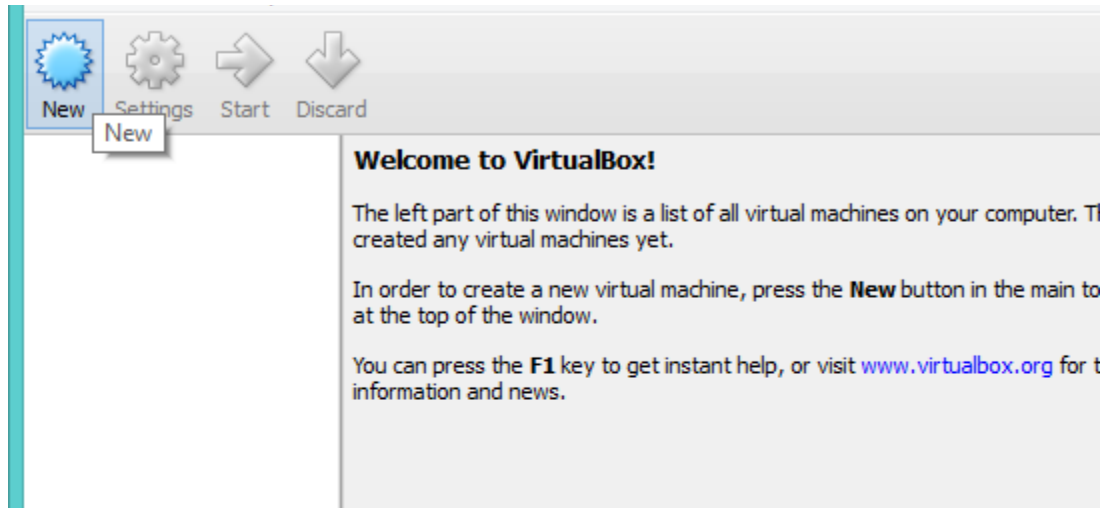 New Settings Start Discard
New
Welcome to VirtualBox!
The left part of this window is a list of all virtual machines on your computer.
created any virtual machines yet.
In order to create a new virtual machine, press the New button in the main
at the top of the window.
You can press the F1 key to get instant help, or visit www.virtualbox.org for
information and news.